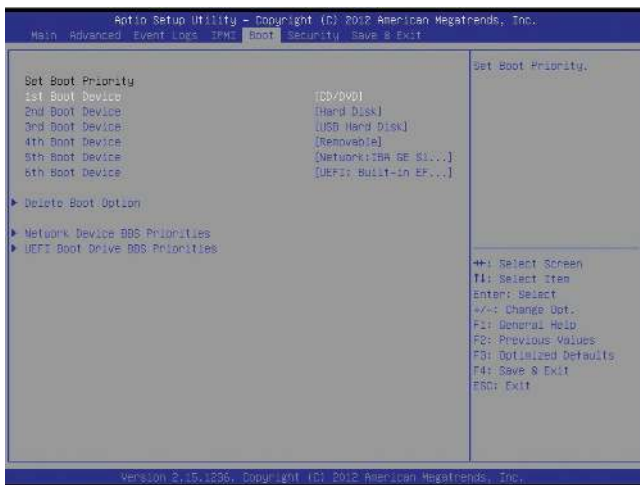 Aptio Setup Utility – Copyright (C) 2012 American Megatrends, Inc.
Main Advanced Event Logs IPMI Boot Security Save & Exit
Set Boot Priority
1st Boot Device [CD/DVD]
2nd Boot Device [Hard Disk]
3rd Boot Device [USB Hard Disk]
4th Boot Device [Removable]
5th Boot Device [Network:IBA GE Sl...]
6th Boot Device [UEFI: Built-in EF...]
▶ Delete Boot Option
▶ Network Device BBS Priorities
▶ UEFI Boot Drive BBS Priorities
Set Boot Priority.
→←: Select Screen
↑↓: Select Item
Enter: Select
+/-: Change Opt.
F1: General Help
F2: Previous Values
F3: Optimized Defaults
F4: Save & Exit
ESC: Exit
Version 2.15.1236. Copyright (C) 2012 American Megatrends, Inc.